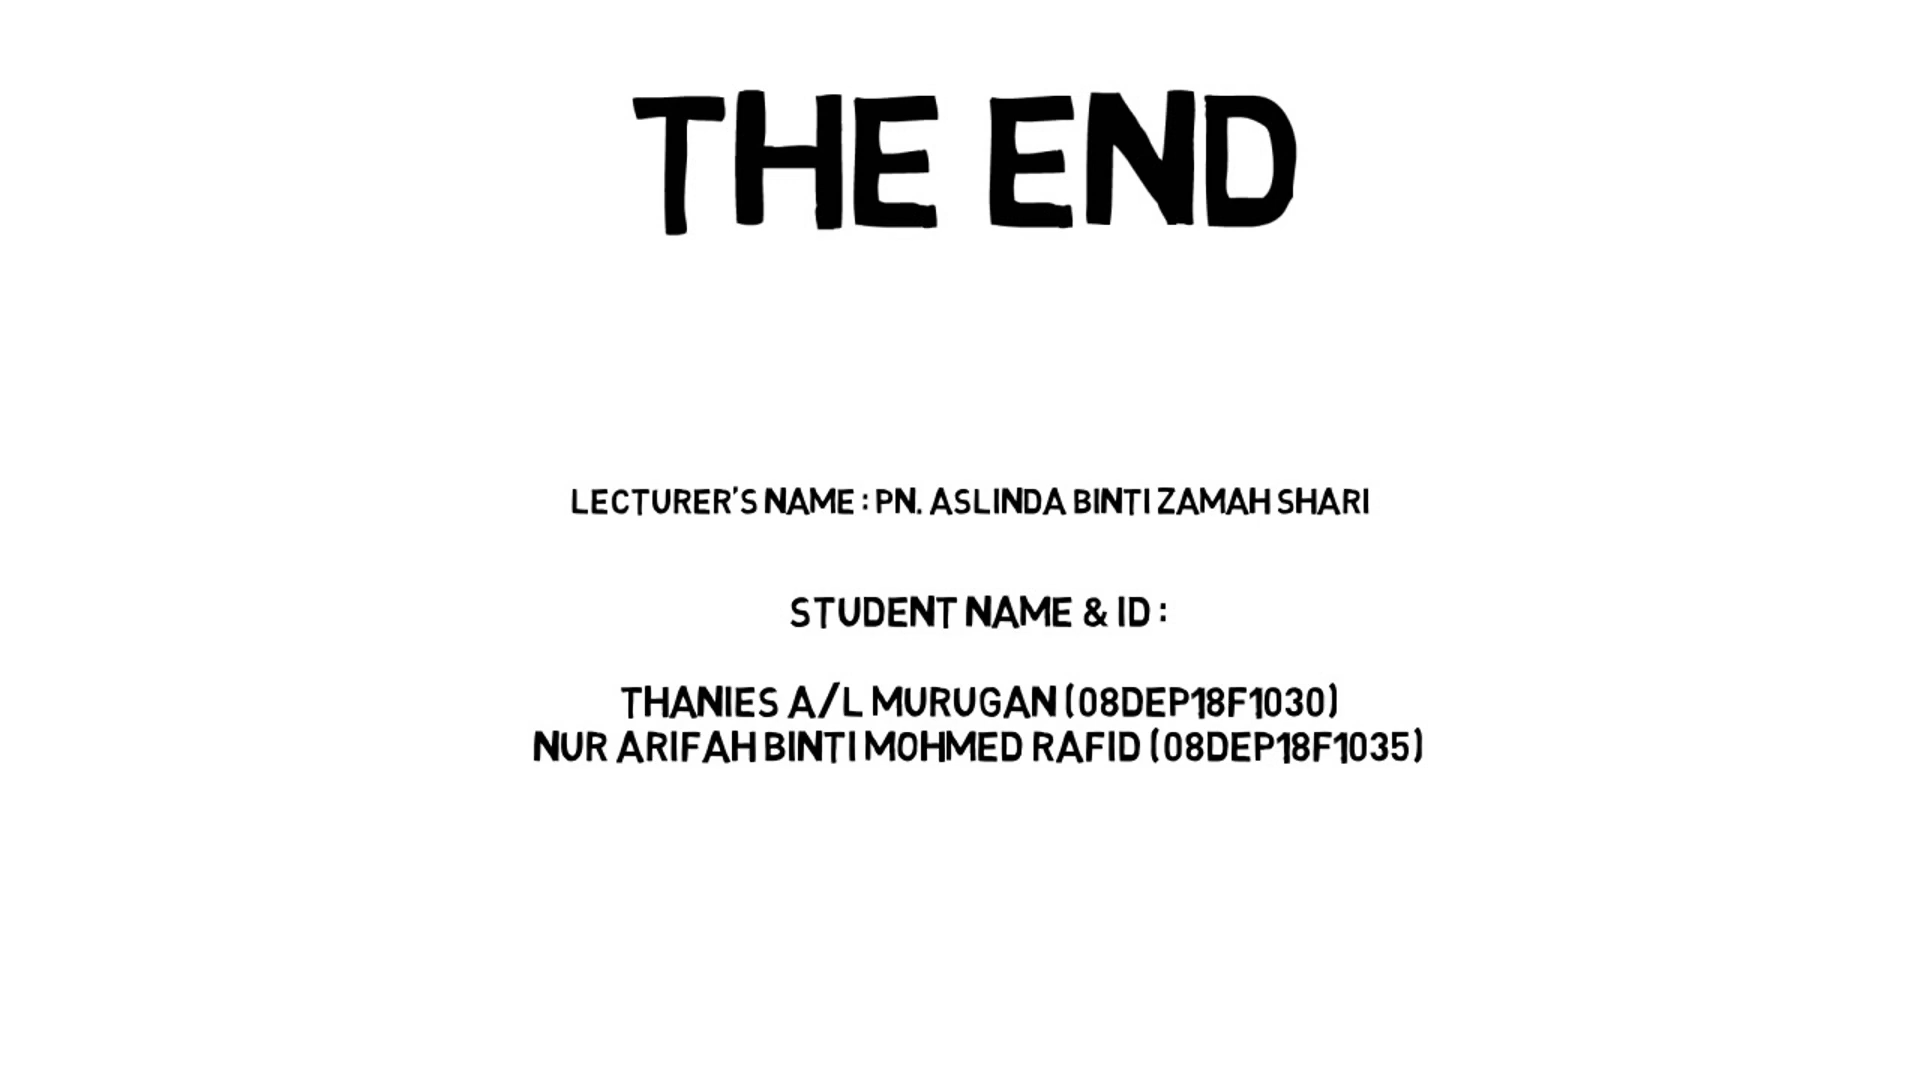 THE END
LECTURER'S NAME : PN. ASLINDA BINTI ZAMAH SHARI
STUDENT NAME & ID :
THANIES A/L MURUGAN (08DEP18F1030)
NUR ARIFAH BINTI MOHMED RAFID (08DEP18F1035)